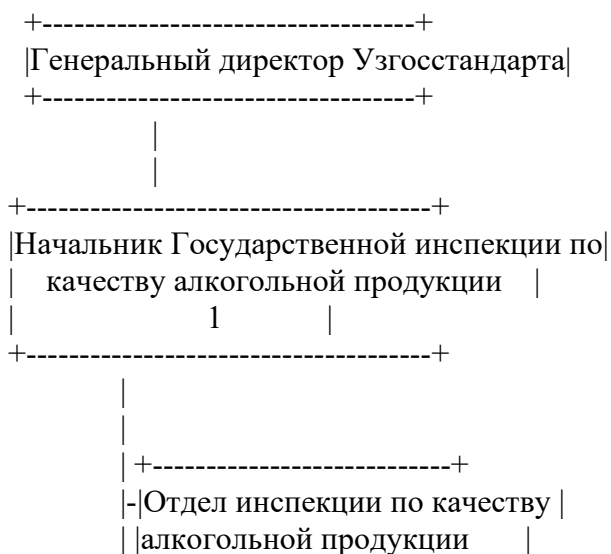 +-----------------------------------+
|Генеральный директор Узгосстандарта|
+-----------------------------------+
|
|
+--------------------------------------+
|Начальник Государственной инспекции по|
| качеству алкогольной продукции |
| 1 |
+--------------------------------------+
|
|
| +----------------------------+
|-|Отдел инспекции по качеству |
| |алкогольной продукции |